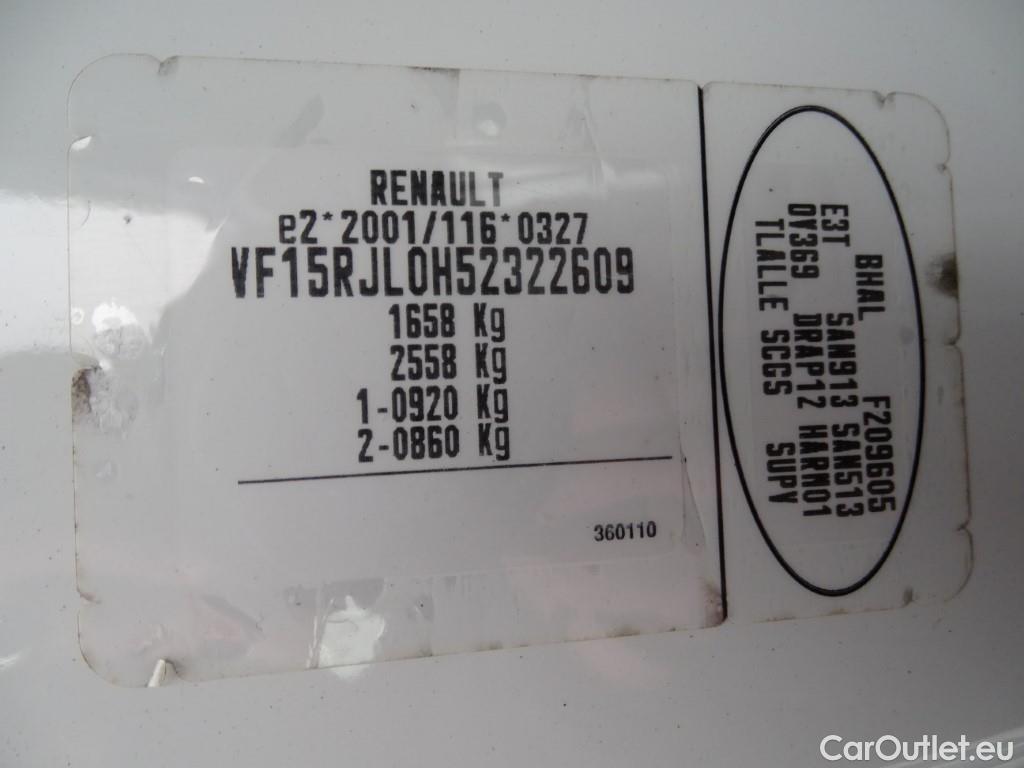 RENAULT
e2*2001/116*0327
VF15RJL0H52322609
1658 Kg
2558 Kg
1-0920 Kg
2-0860 Kg
360110
BHAL F209605
E3T SAN913 SAN513
0V369 DRAP12 HARM01
TLALLE SCGS SUPV
CarOutlet.eu